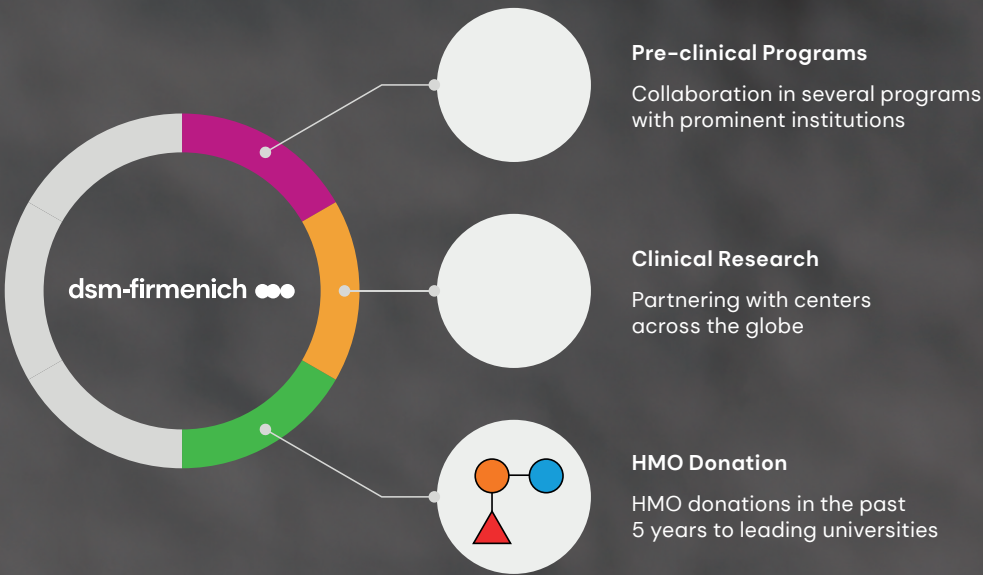 dsm-firmenich
Pre-clinical Programs
Collaboration in several programs
with prominent institutions
Clinical Research
Partnering with centers
across the globe
HMO Donation
HMO donations in the past
5 years to leading universities